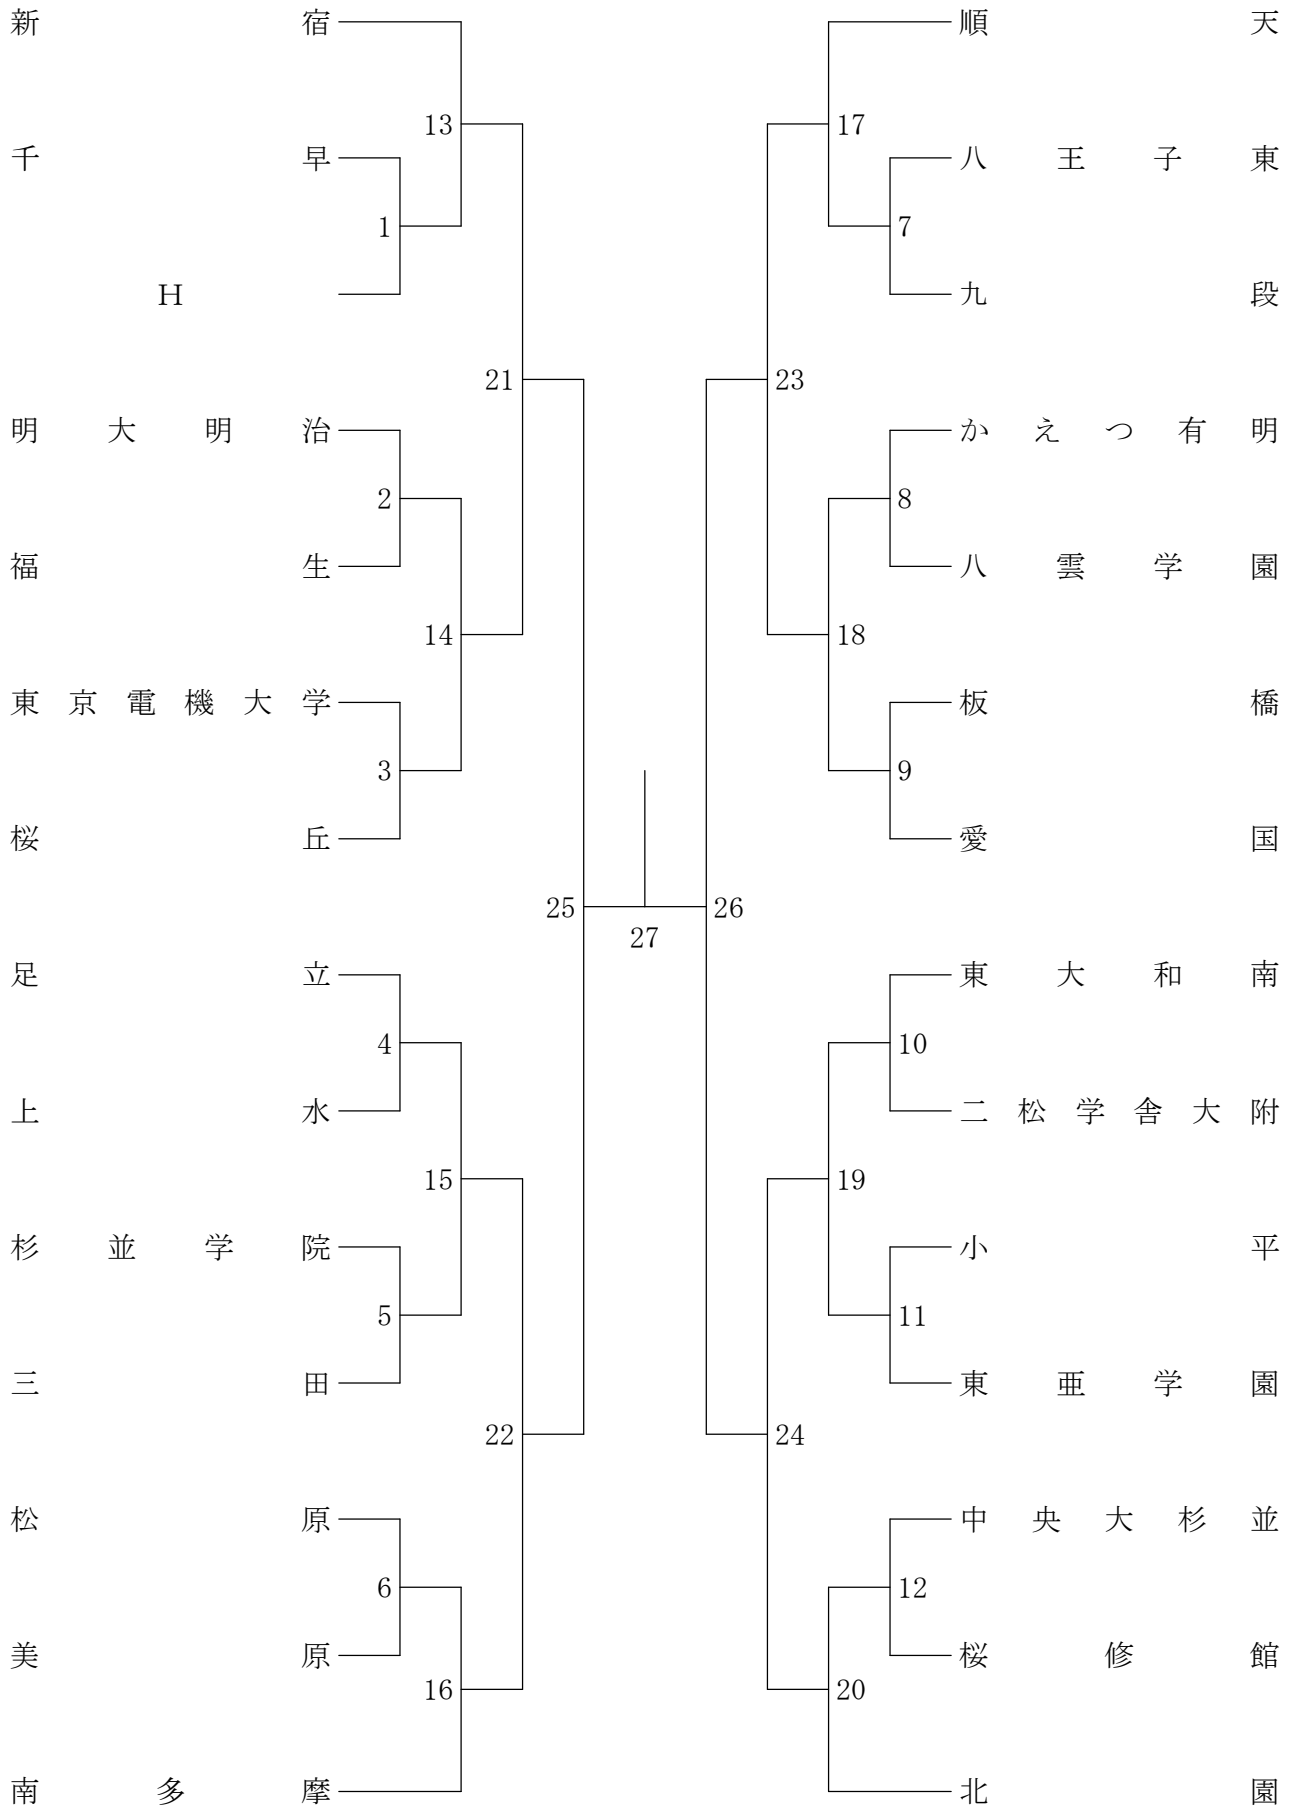 新宿 順天
13 17
千早 八王子東
1 7
H 九段
21 23
明大明治 かえつ有明
2 8
福生 八雲学園
14 18
東京電機大学 板橋
3 9
桜丘 愛国
25 26
27
足立 東大和南
4 10
上水 二松学舎大附
15 19
杉並学院 小平
5 11
三田 東亜学園
22 24
松原 中央大杉並
6 12
美原 桜修館
16 20
南多摩 北園